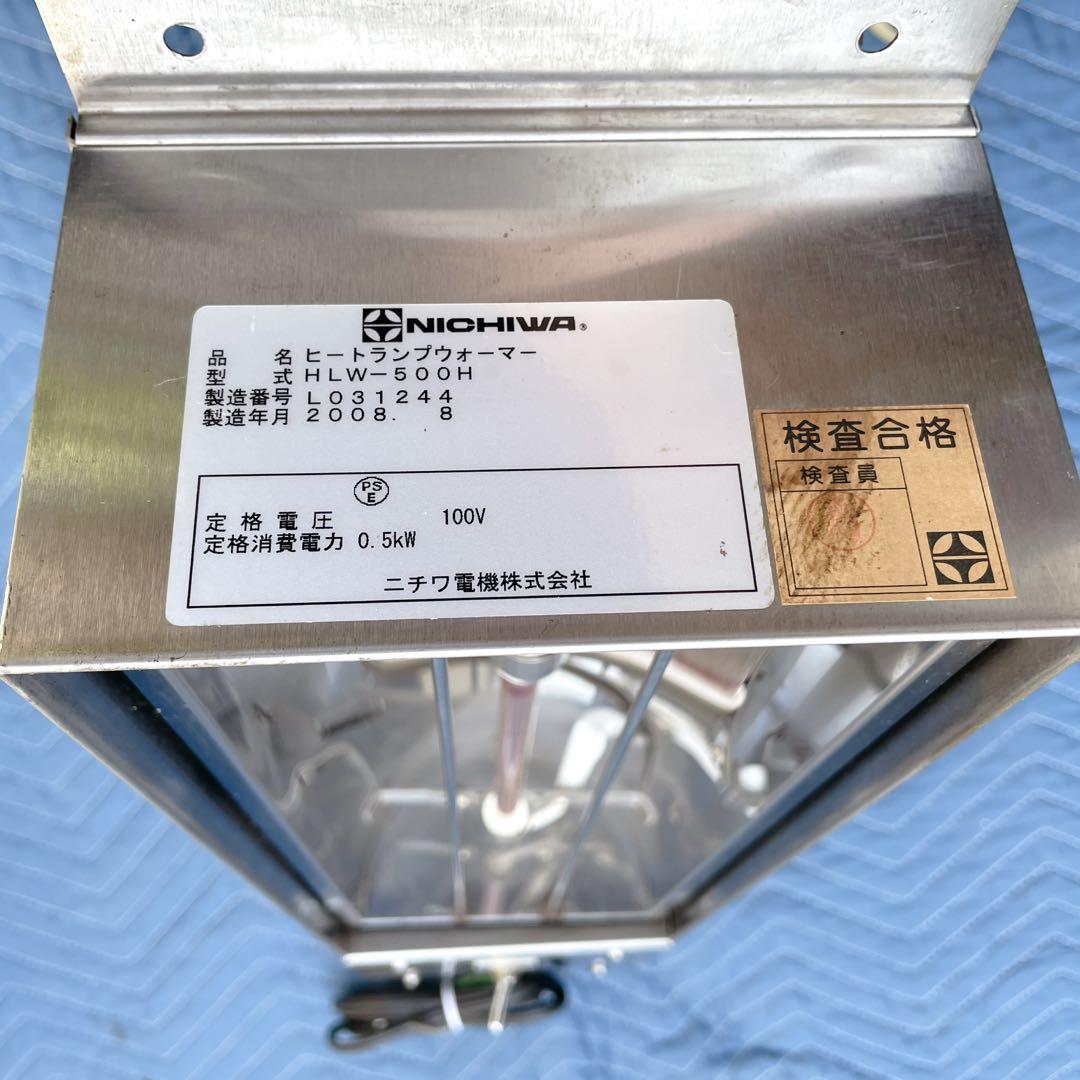 NICHIWA®
品 名 ヒートランプウォーマー
型 式 HLW-500H
製造番号 L031244
製造年月 2008. 8
PS
E
定格電圧 100V
定格消費電力 0.5kW
ニチワ電機株式会社
検査合格
検査員